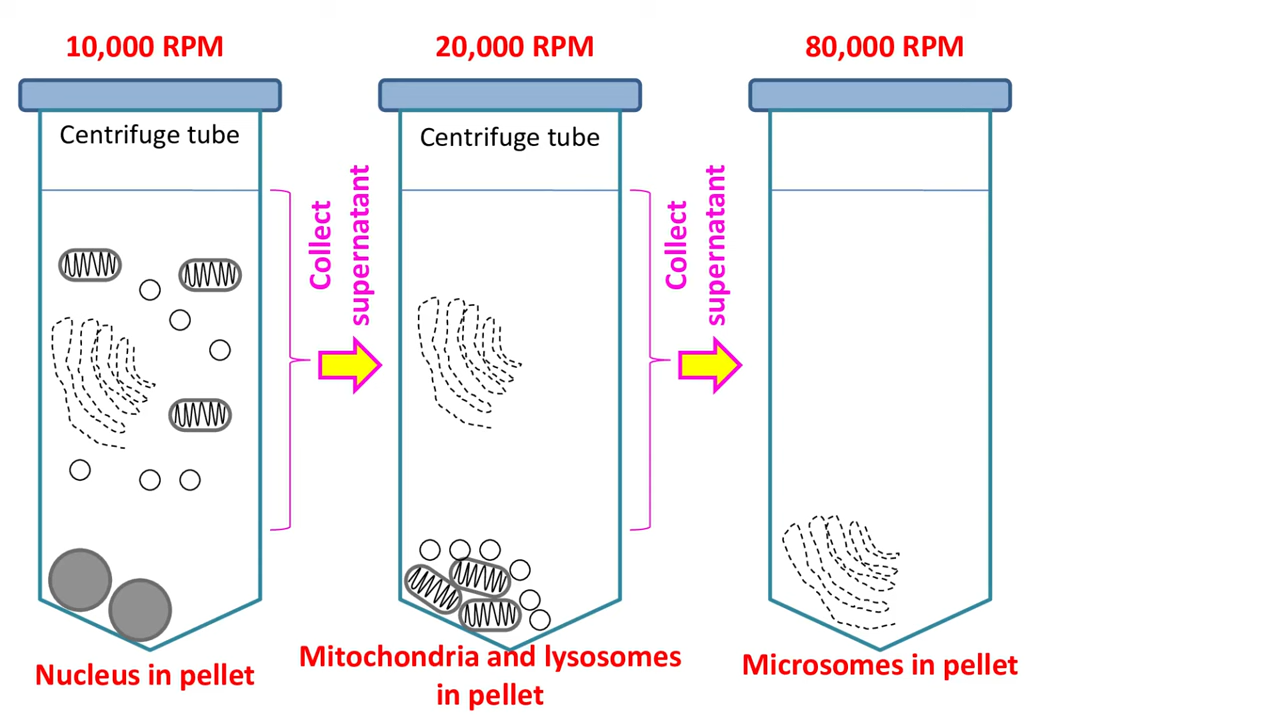 10,000 RPM
20,000 RPM
80,000 RPM
Centrifuge tube
Centrifuge tube
Collect
supernatant
Collect
supernatant
Nucleus in pellet
Mitochondria and lysosomes
in pellet
Microsomes in pellet